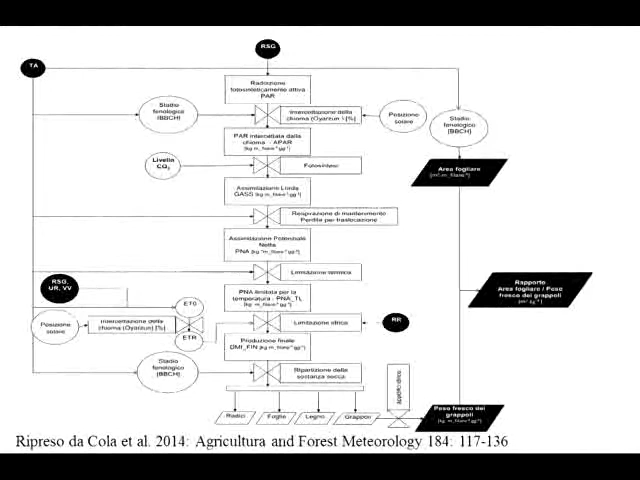 RSG
TA
Radiazione
fotosinteticamente attiva
PAR
Stadio
fenologico
[BBCH]
Intercettazione della
chioma (Oyarzun) [%]
Posizione
solare
Stadio
fenologico
[BBCH]
PAR intercettata dalla
chioma - APAR
Livello
CO2
Fotosintesi
Area fogliare
Assimilazione Lorda
GASS
Respirazione di mantenimento
Perdite per traslocazione
Assimilazione Potenziale
Netta
PNA
Limitazione termica
RSG,
UR, VV
Rapporto
Area fogliare / Peso
fresco dei grappoli
PNA limitata per la
temperatura - PNA_TL
ET0
Posizione
solare
Intercettazione della
chioma (Oyarzun) [%]
Limitazione idrica
RR
ETR
Produzione finale
DMI_FIN
Stadio
fenologico
[BBCH]
Ripartizione della
sostanza secca
Radici
Foglie
Legno
Grappoli
Peso fresco dei
grappoli
Ripreso da Cola et al. 2014: Agricultura and Forest Meteorology 184: 117-136